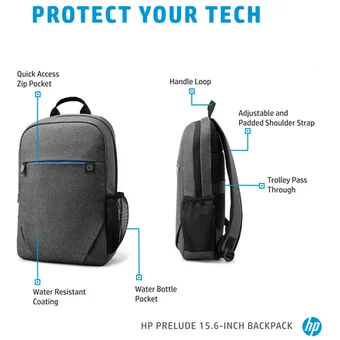 PROTECT YOUR TECH
Quick Access
Zip Pocket
Handle Loop
Adjustable and
Padded Shoulder Strap
Trolley Pass
Through
Water Resistant
Coating
Water Bottle
Pocket
HP PRELUDE 15.6-INCH BACKPACK
hp